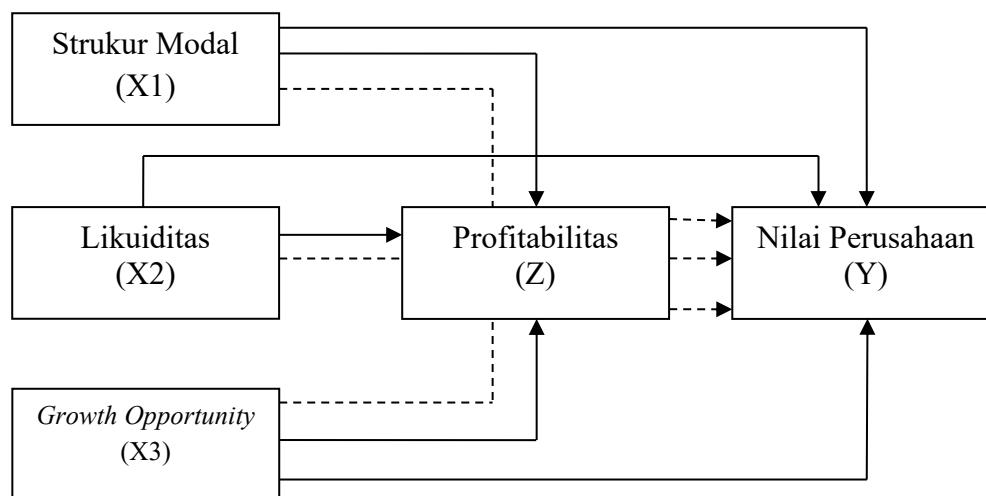 Strukur Modal
(X1)
Likuiditas
(X2)
Profitabilitas
(Z)
Nilai Perusahaan
(Y)
Growth Opportunity
(X3)